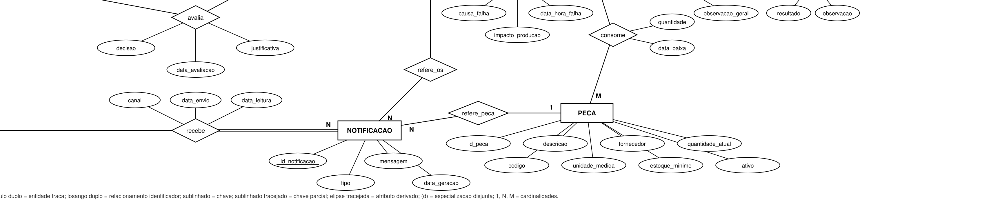 causa_falha
data_hora_falha
observacao_geral
resultado
observacao
avalia
quantidade
impacto_producao
consome
decisao
justificativa
data_baixa
data_avaliacao
refere_os
canal
data_envio
data_leitura
M
1
refere_peca
PECA
N
N
recebe
NOTIFICACAO
N
id_peca
descricao
fornecedor
quantidade_atual
id_notificacao
mensagem
codigo
unidade_medida
estoque_minimo
ativo
tipo
data_geracao
ulo duplo = entidade fraca; losango duplo = relacionamento identificador; sublinhado = chave; sublinhado tracejado = chave parcial; elipse tracejada = atributo derivado; (d) = especializacao disjunta; 1, N, M = cardinalidades.